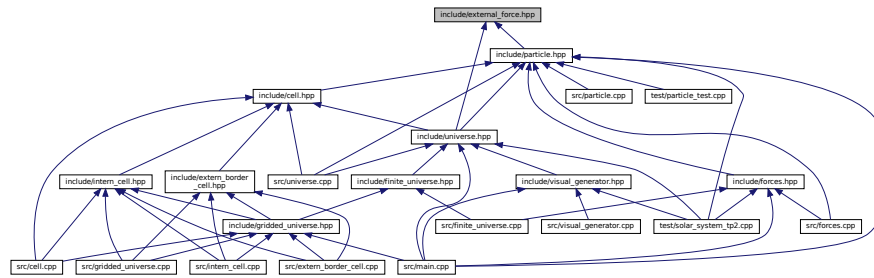 include/external_force.hpp
include/particle.hpp
include/cell.hpp
src/particle.cpp
test/particle_test.cpp
include/universe.hpp
include/intern_cell.hpp
include/extern_border
_cell.hpp
src/universe.cpp
include/finite_universe.hpp
include/visual_generator.hpp
include/forces.hpp
include/gridded_universe.hpp
src/finite_universe.cpp
src/visual_generator.cpp
test/solar_system_tp2.cpp
src/forces.cpp
src/cell.cpp
src/gridded_universe.cpp
src/intern_cell.cpp
src/extern_border_cell.cpp
src/main.cpp